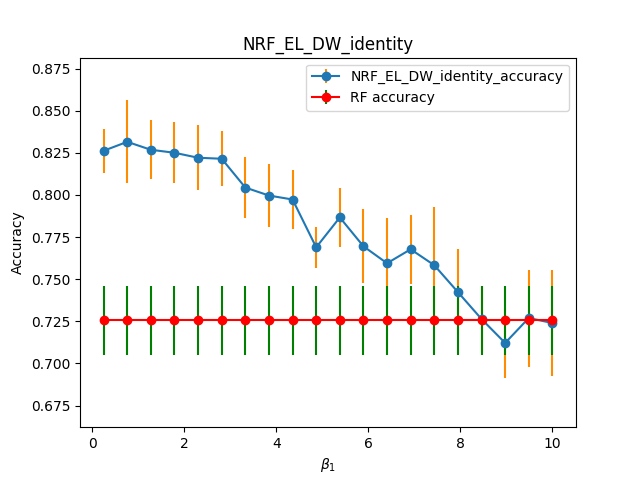 NRF_EL_DW_identity
NRF_EL_DW_identity_accuracy
RF accuracy
Accuracy
0.875
0.850
0.825
0.800
0.775
0.750
0.725
0.700
0.675
0 2 4 6 8 10
β₁